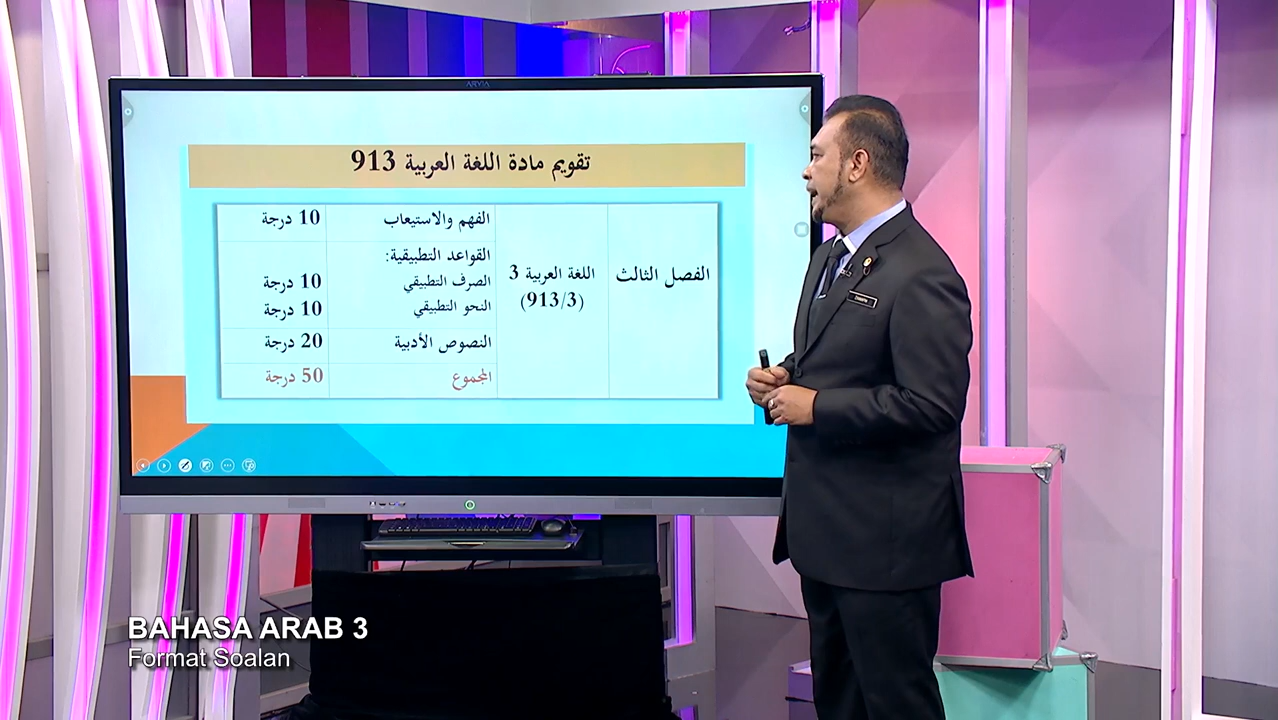 ARVIA
تقويم مادة اللغة العربية 913
الفصل الثالث
اللغة العربية 3
(913/3)
الفهم والاستيعاب
10 درجة
القواعد التطبيقية:
الصرف التطبيقي
10 درجة
النحو التطبيقي
10 درجة
النصوص الأدبية
20 درجة
المجموع
50 درجة
BAHASA ARAB 3
Format Soalan